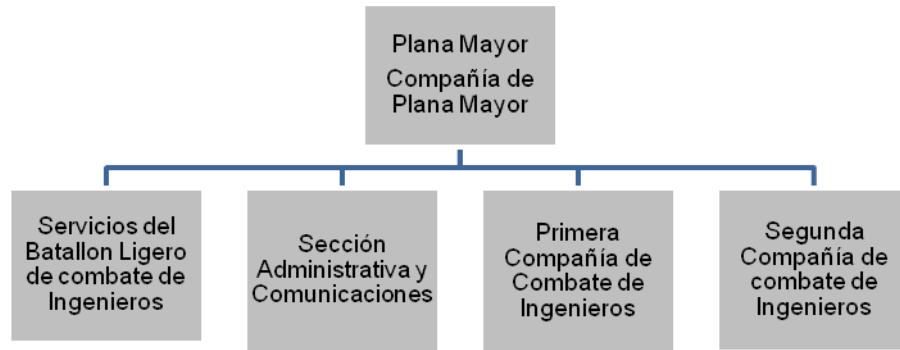 Plana Mayor
Compañía de
Plana Mayor
Servicios del
Batallon Ligero
de combate de
Ingenieros
Sección
Administrativa y
Comunicaciones
Primera
Compañía de
Combate de
Ingenieros
Segunda
Compañía de
combate de
Ingenieros